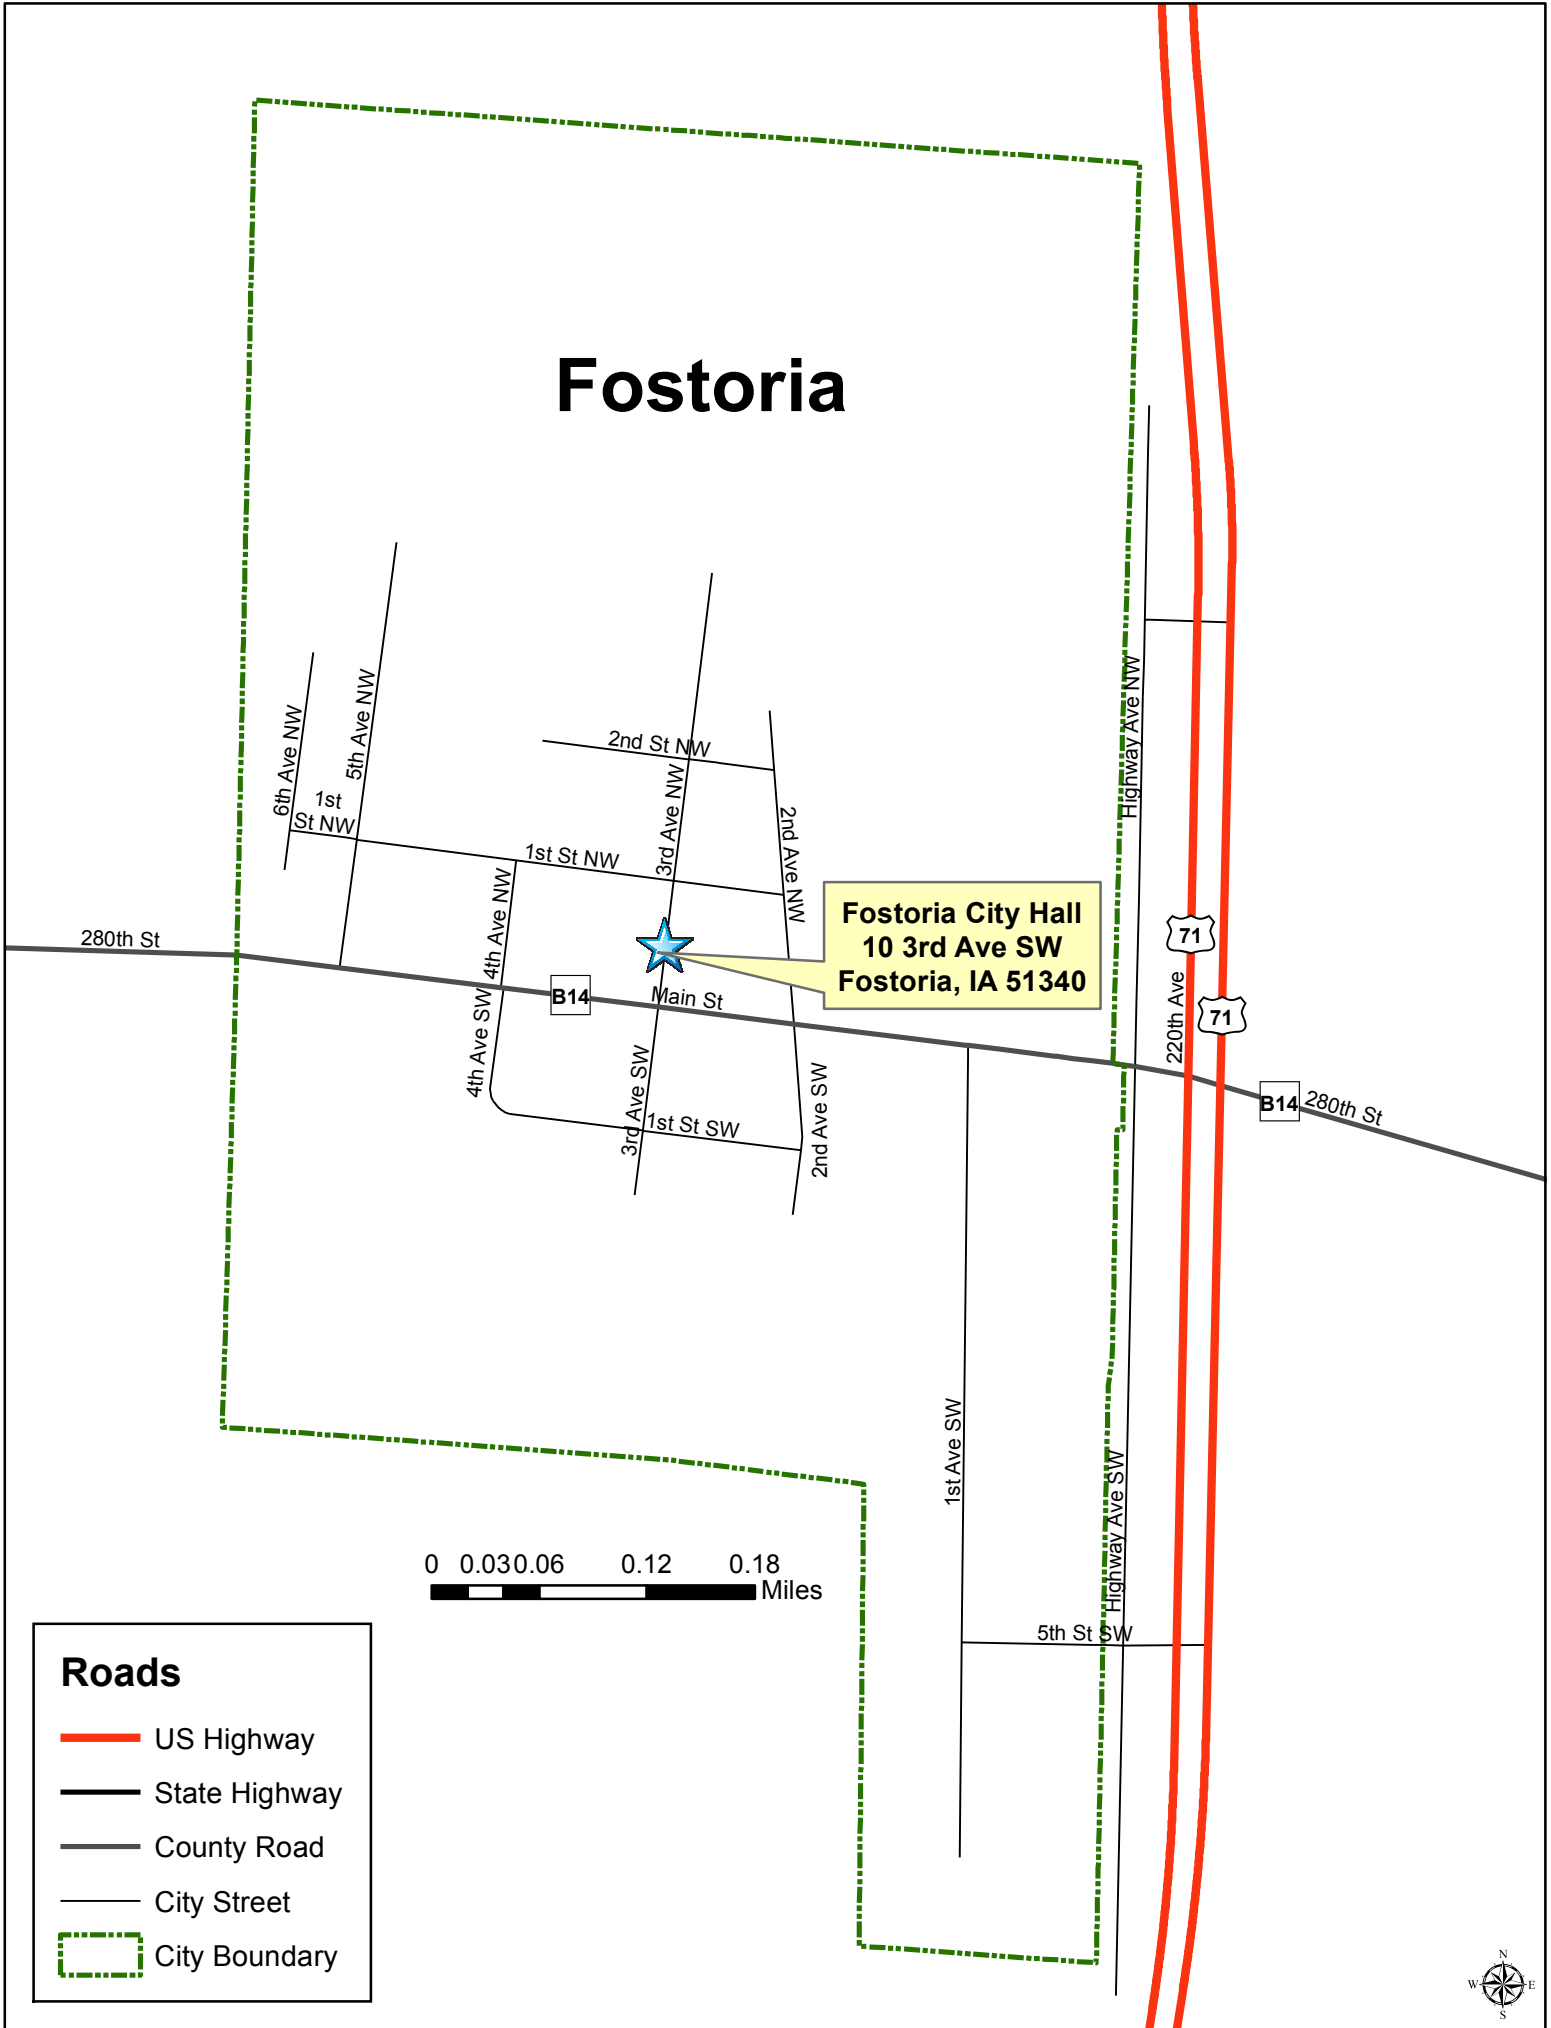 Fostoria
Highway Ave NW
5th Ave NW
6th Ave NW
2nd St NW
3rd Ave NW
1st
St NW
2nd Ave NW
1st St NW
4th Ave NW
Fostoria City Hall
10 3rd Ave SW
Fostoria, IA 51340
71
280th St
220th Ave
B14
Main St
71
4th Ave SW
3rd Ave SW
2nd Ave SW
1st St SW
B14
280th St
1st Ave SW
Highway Ave SW
0 0.03 0.06 0.12 0.18
Miles
5th St SW
Roads
US Highway
State Highway
County Road
City Street
City Boundary
N
W E
S